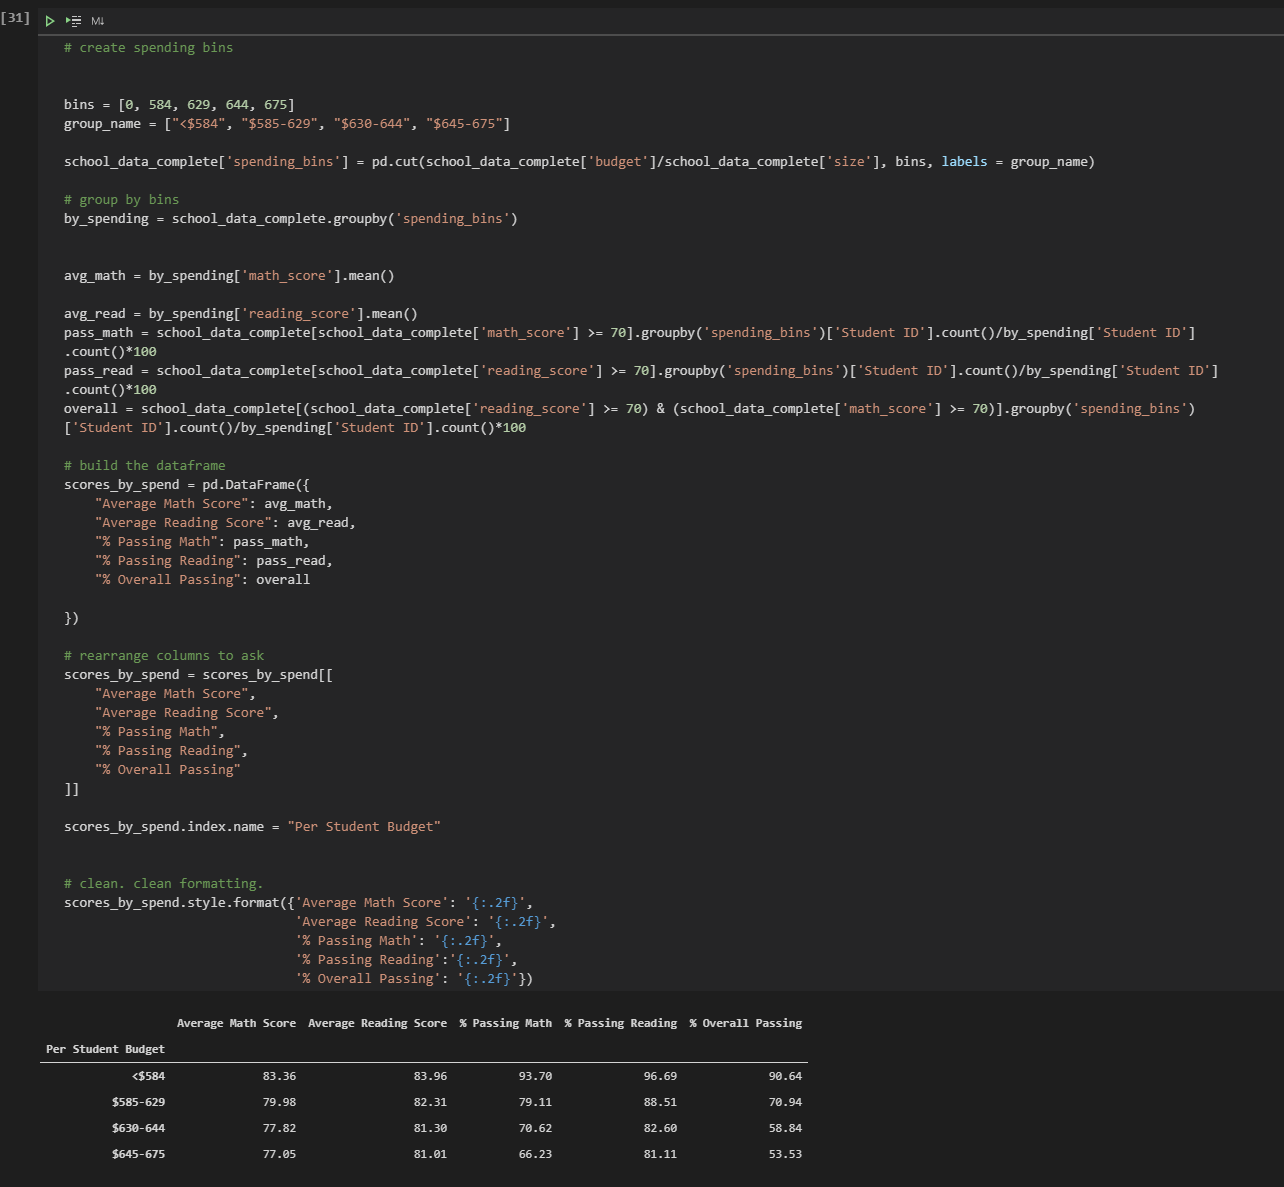 [31]
M↓
# create spending bins
bins = [0, 584, 629, 644, 675]
group_name = ["<$584", "$585-629", "$630-644", "$645-675"]
school_data_complete['spending_bins'] = pd.cut(school_data_complete['budget']/school_data_complete['size'], bins, labels = group_name)
# group by bins
by_spending = school_data_complete.groupby('spending_bins')
avg_math = by_spending['math_score'].mean()
avg_read = by_spending['reading_score'].mean()
pass_math = school_data_complete[school_data_complete['math_score'] >= 70].groupby('spending_bins')['Student ID'].count()/by_spending['Student ID']
.count()*100
pass_read = school_data_complete[school_data_complete['reading_score'] >= 70].groupby('spending_bins')['Student ID'].count()/by_spending['Student ID']
.count()*100
overall = school_data_complete[(school_data_complete['reading_score'] >= 70) & (school_data_complete['math_score'] >= 70)].groupby('spending_bins')
['Student ID'].count()/by_spending['Student ID'].count()*100
# build the dataframe
scores_by_spend = pd.DataFrame({
    "Average Math Score": avg_math,
    "Average Reading Score": avg_read,
    "% Passing Math": pass_math,
    "% Passing Reading": pass_read,
    "% Overall Passing": overall
})
# rearrange columns to ask
scores_by_spend = scores_by_spend[[
    "Average Math Score",
    "Average Reading Score",
    "% Passing Math",
    "% Passing Reading",
    "% Overall Passing"
]]
scores_by_spend.index.name = "Per Student Budget"
# clean. clean formatting.
scores_by_spend.style.format({'Average Math Score': '{:.2f}',
                              'Average Reading Score': '{:.2f}',
                              '% Passing Math': '{:.2f}',
                              '% Passing Reading':'{:.2f}',
                              '% Overall Passing': '{:.2f}'})
Average Math Score Average Reading Score % Passing Math % Passing Reading % Overall Passing
Per Student Budget
<$584 83.36 83.96 93.70 96.69 90.64
$585-629 79.98 82.31 79.11 88.51 70.94
$630-644 77.82 81.30 70.62 82.60 58.84
$645-675 77.05 81.01 66.23 81.11 53.53